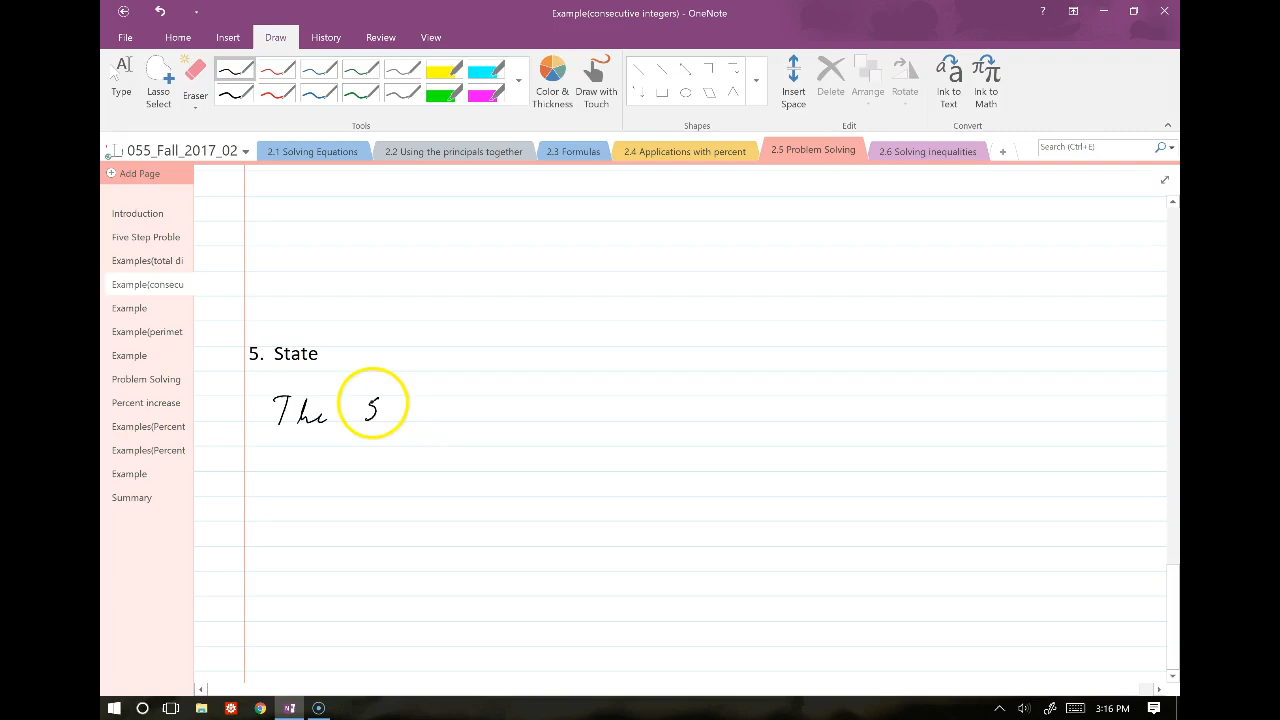 Example(consecutive integers) - OneNote
File Home Insert Draw History Review View
Type
Lasso Select
Eraser
Color & Thickness
Draw with Touch
Insert Space
Delete
Arrange
Rotate
Ink to Text
Ink to Math
Tools
Shapes
Edit
Convert
055_Fall_2017_02
2.1 Solving Equations
2.2 Using the principals together
2.3 Formulas
2.4 Applications with percent
2.5 Problem Solving
2.6 Solving inequalities
Search (Ctrl+E)
Add Page
Introduction
Five Step Proble
Examples(total di
Example(consecu
Example
Example(perimet
Example
Problem Solving
Percent increase
Examples(Percent
Examples(Percent
Example
Summary
5. State
The s
3:16 PM